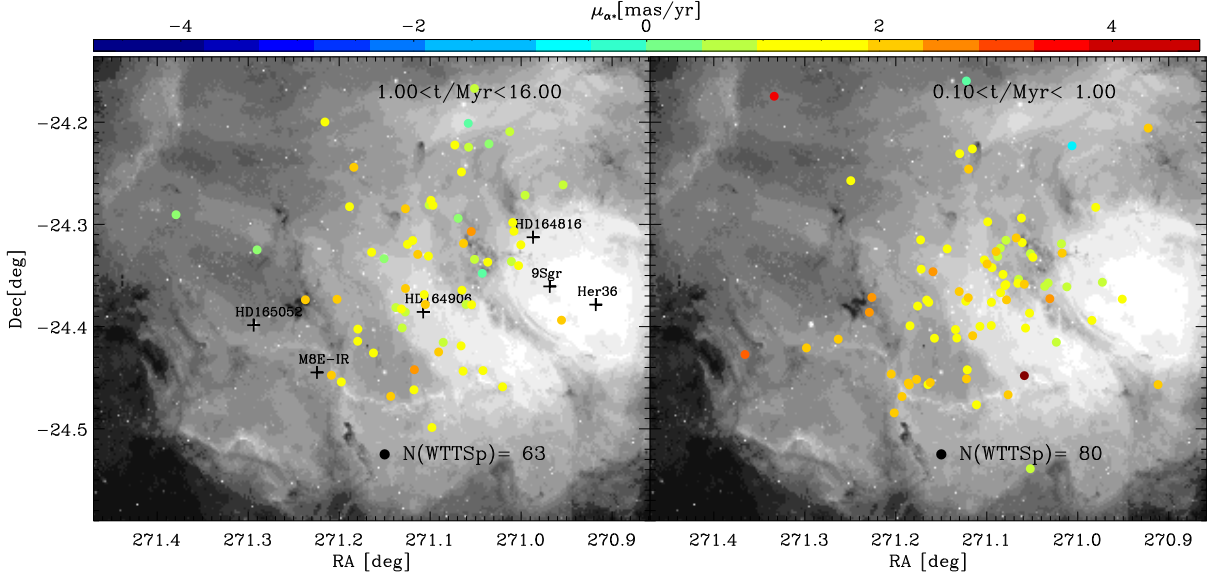 μα*[mas/yr]
−4 −2 0 2 4
1.00<t/Myr<16.00
0.10<t/Myr< 1.00
−24.2
−24.3
−24.4
−24.5
Dec[deg]
HD164816
9Sgr
Her36
HD164906
HD165052
M8E−IR
N(WTTSp)= 63
N(WTTSp)= 80
271.4 271.3 271.2 271.1 271.0 270.9
271.4 271.3 271.2 271.1 271.0 270.9
RA [deg]
RA [deg]